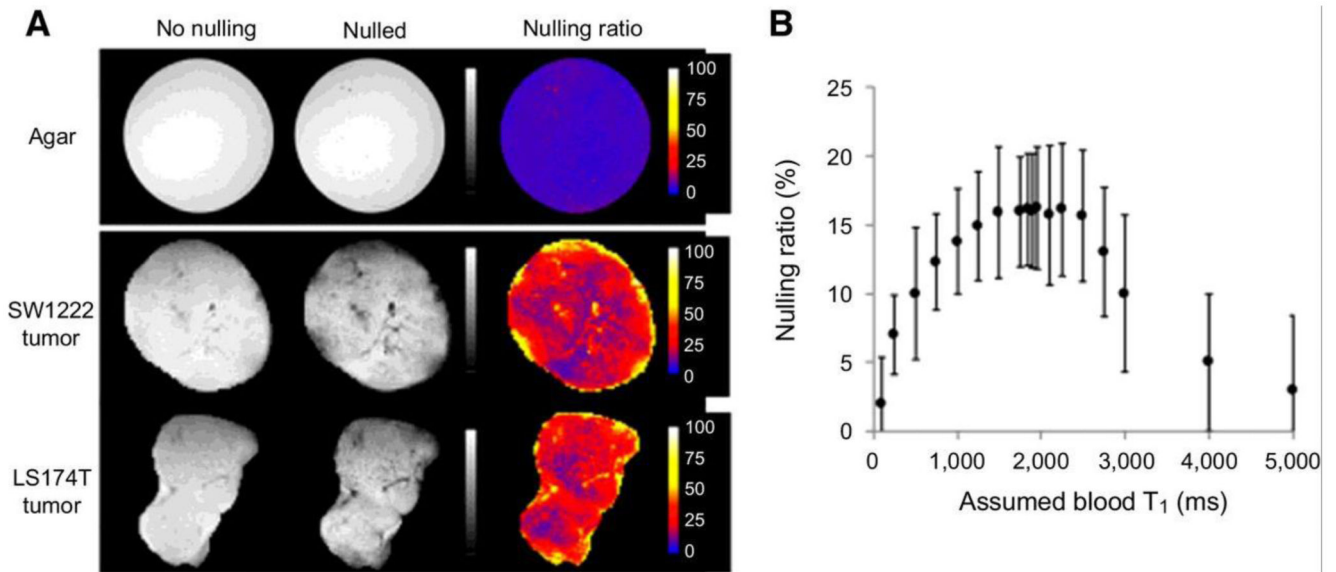 A
No nulling
Nulled
Nulling ratio
Agar
100
75
50
25
0
SW1222
tumor
100
75
50
25
0
LS174T
tumor
100
75
50
25
0
B
Nulling ratio (%)
25
20
15
10
5
0
0
1,000
2,000
3,000
4,000
5,000
Assumed blood T₁ (ms)